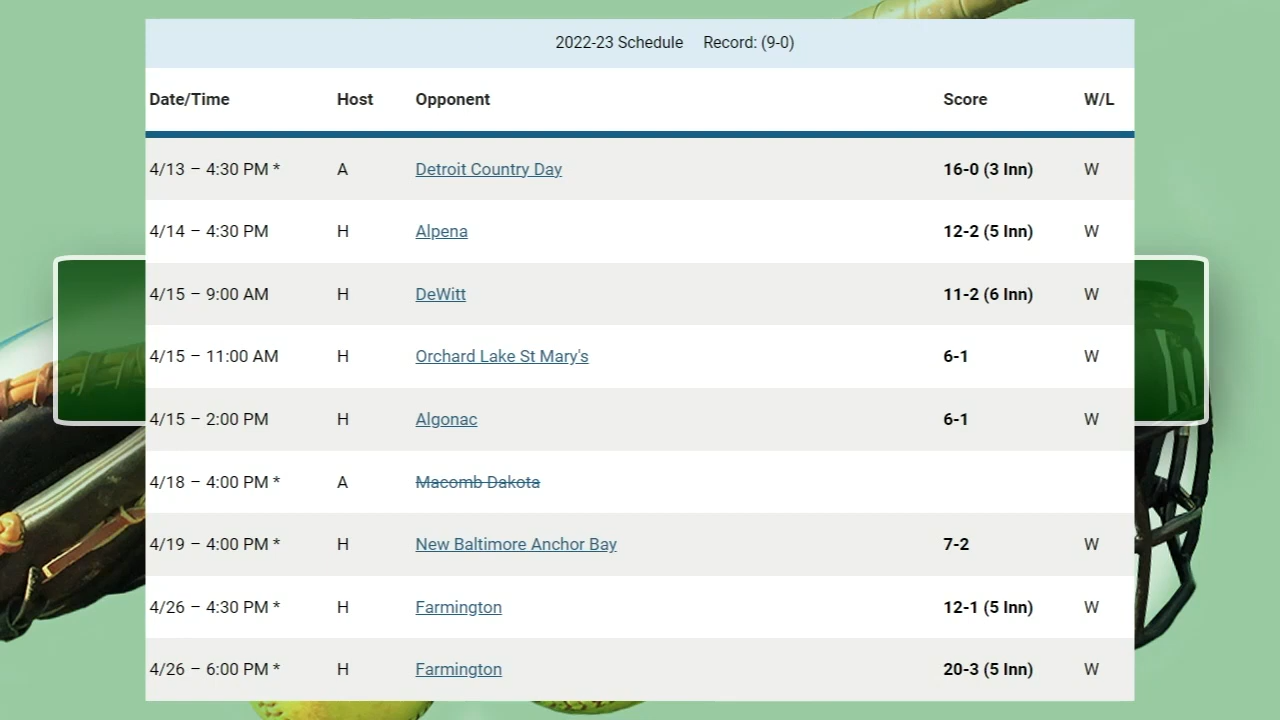 2022-23 Schedule Record: (9-0)
Date/Time Host Opponent Score W/L
4/13 – 4:30 PM * A Detroit Country Day 16-0 (3 Inn) W
4/14 – 4:30 PM H Alpena 12-2 (5 Inn) W
4/15 – 9:00 AM H DeWitt 11-2 (6 Inn) W
4/15 – 11:00 AM H Orchard Lake St Mary's 6-1 W
4/15 – 2:00 PM H Algonac 6-1 W
4/18 – 4:00 PM * A Macomb Dakota
4/19 – 4:00 PM * H New Baltimore Anchor Bay 7-2 W
4/26 – 4:30 PM * H Farmington 12-1 (5 Inn) W
4/26 – 6:00 PM * H Farmington 20-3 (5 Inn) W